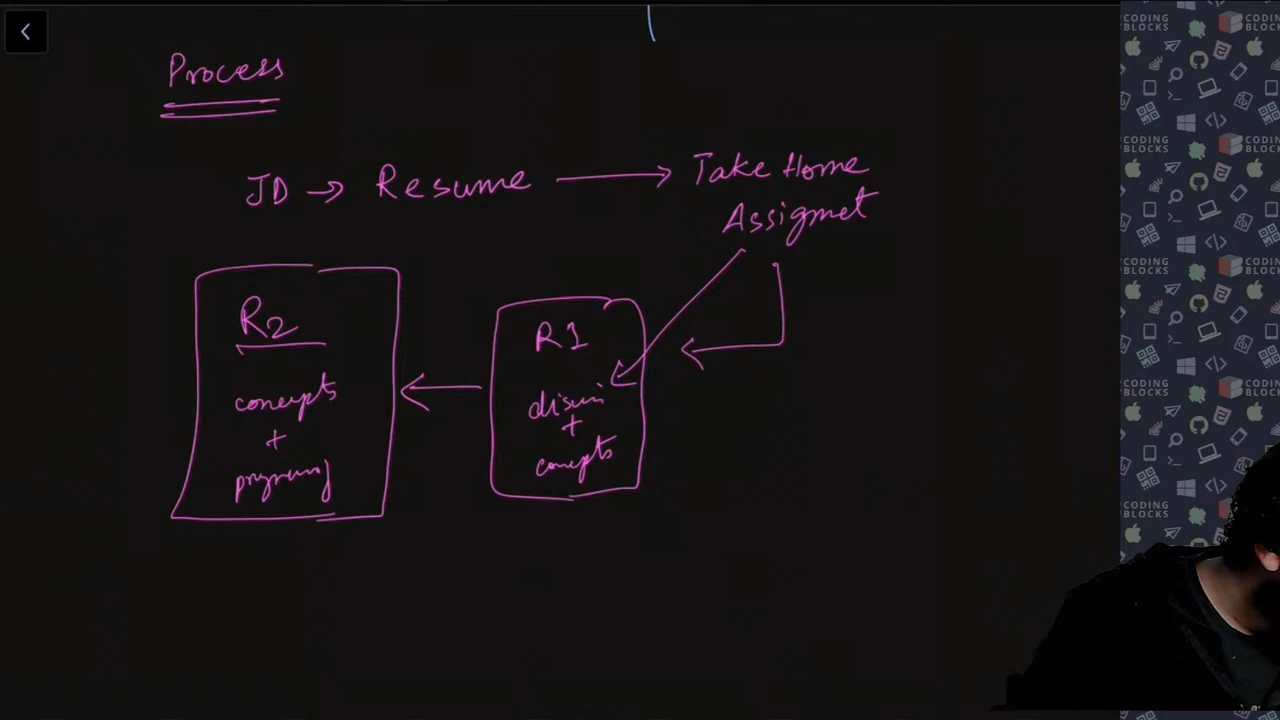 Process
JD → Resume → Take Home
Assigmet
R2
concepts
+
R1
+
concepts
CODING
BLOCKS